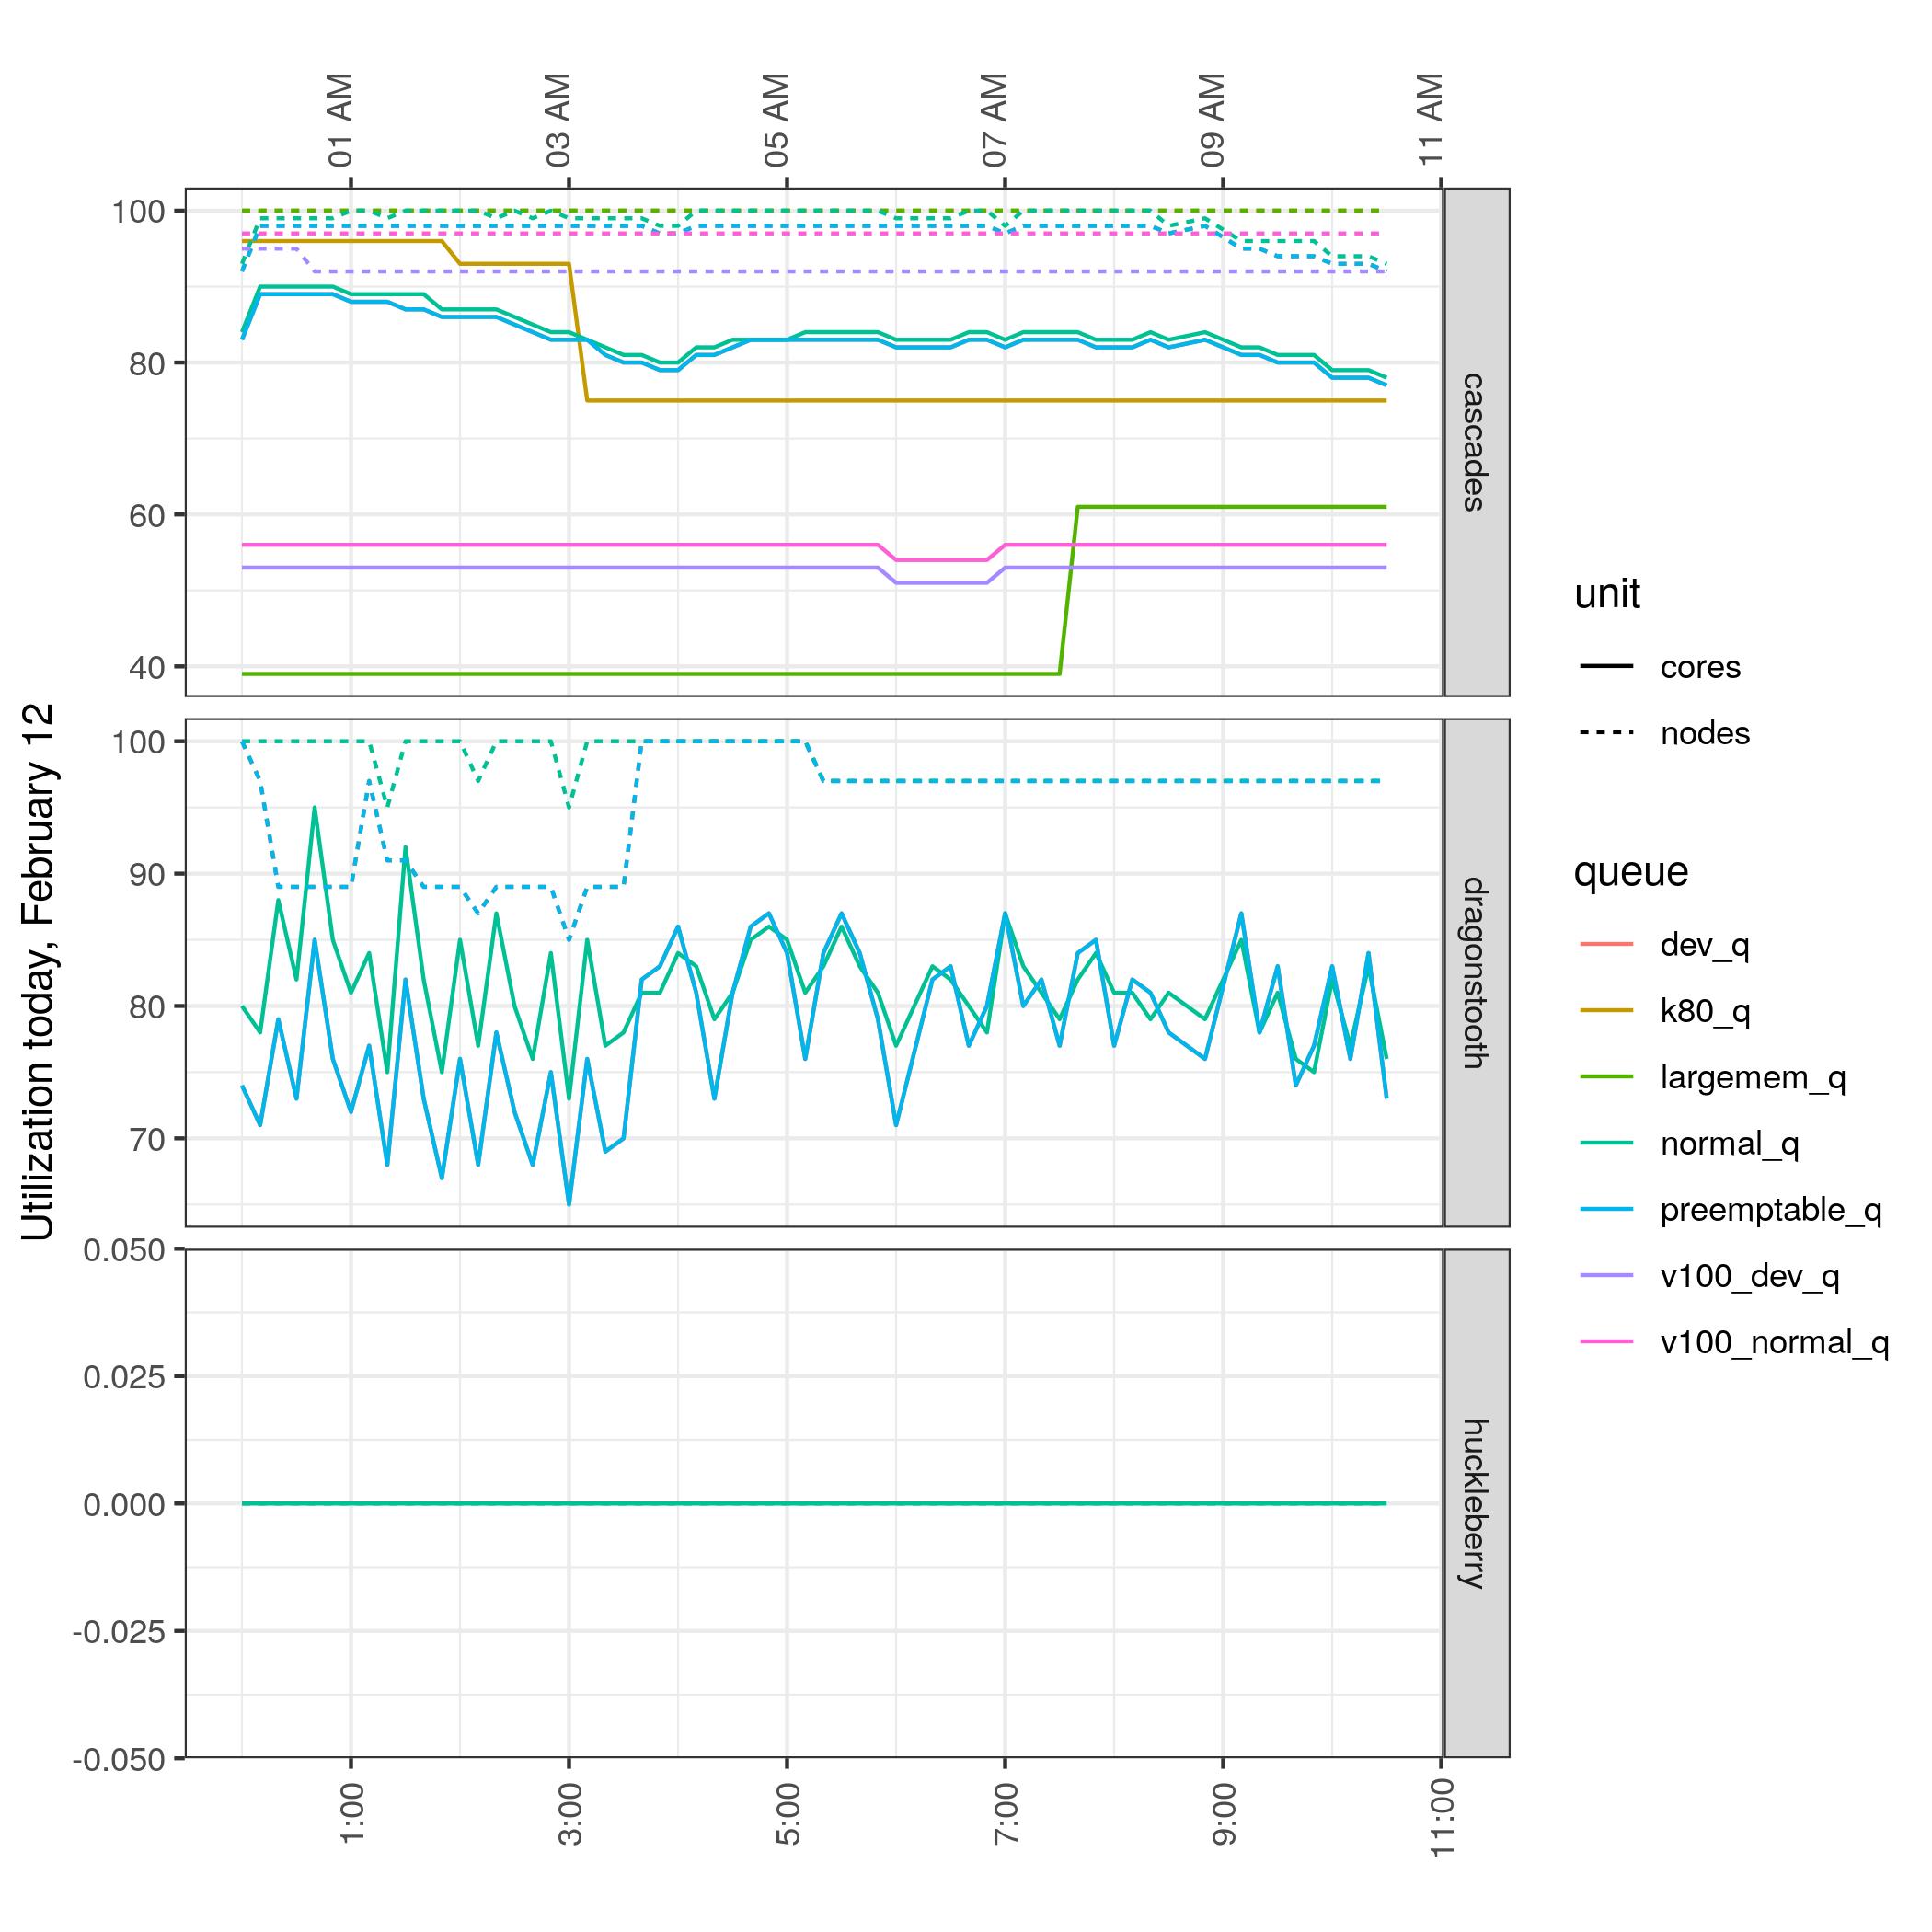 01 AM
03 AM
05 AM
07 AM
09 AM
11 AM
100
80
60
40
cascades
100
90
80
70
dragonstooth
0.050
0.025
0.000
-0.025
-0.050
huckleberry
1:00
3:00
5:00
7:00
9:00
11:00
Utilization today, February 12
unit
cores
nodes
queue
dev_q
k80_q
largemem_q
normal_q
preemptable_q
v100_dev_q
v100_normal_q